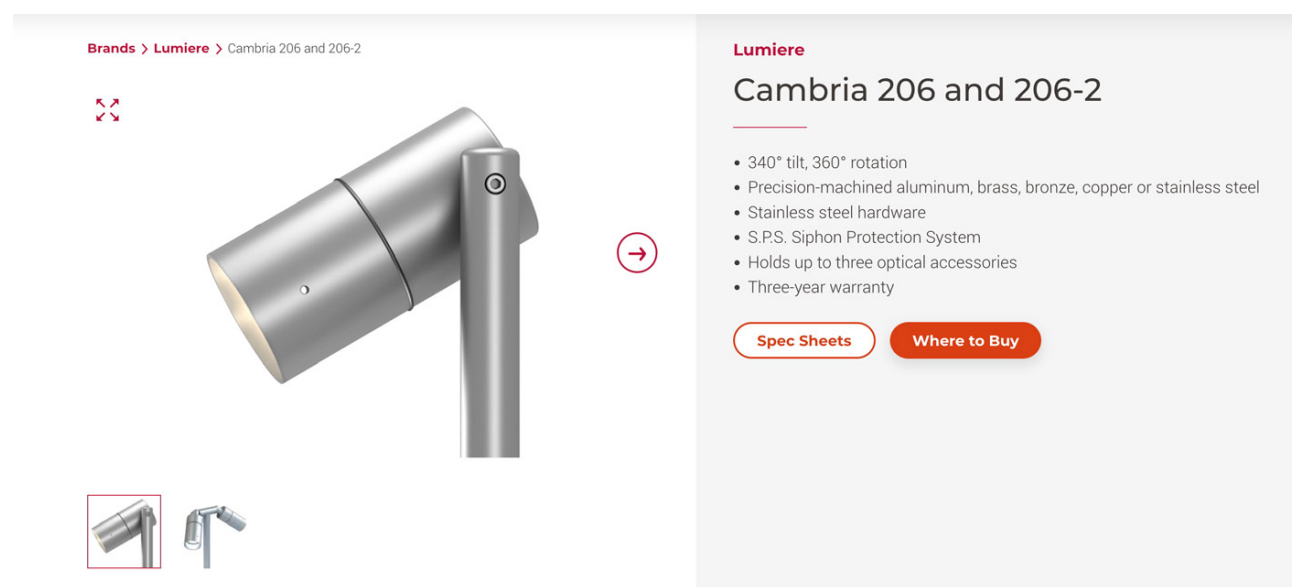 Brands > Lumiere > Cambria 206 and 206-2
Lumiere
Cambria 206 and 206-2
• 340° tilt, 360° rotation
• Precision-machined aluminum, brass, bronze, copper or stainless steel
• Stainless steel hardware
• S.P.S. Siphon Protection System
• Holds up to three optical accessories
• Three-year warranty
Spec Sheets
Where to Buy